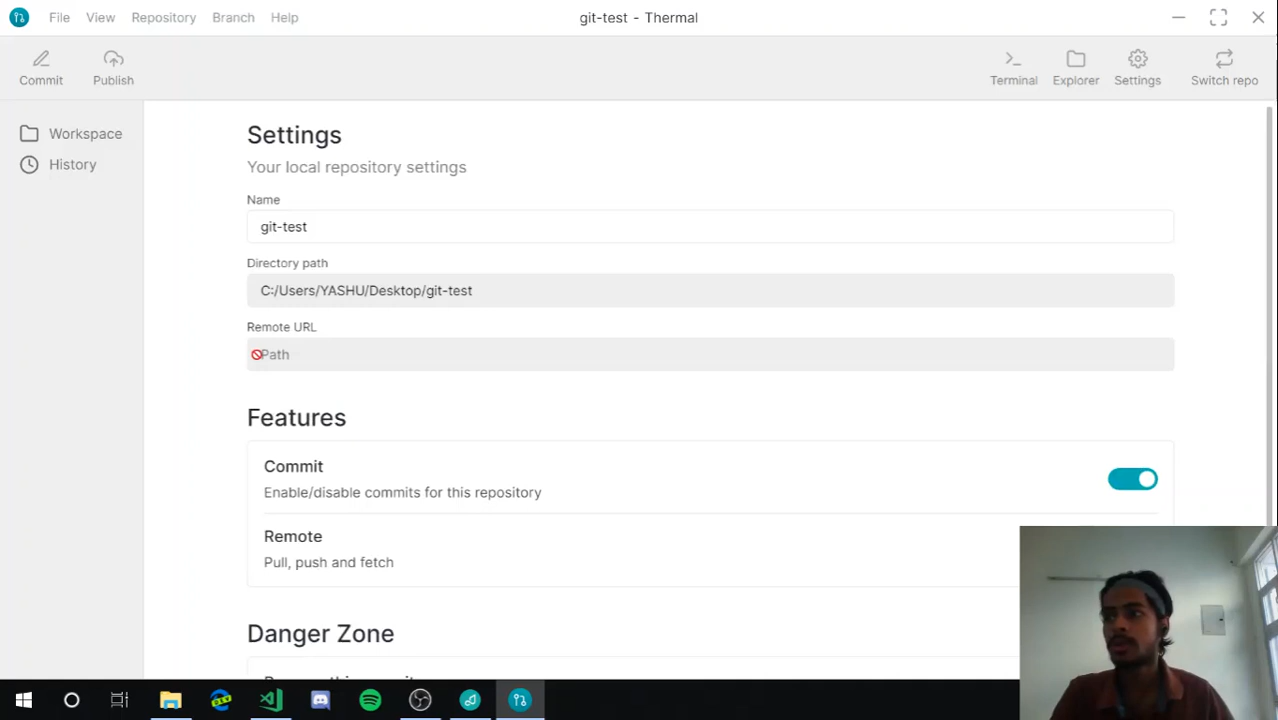 File View Repository Branch Help git-test - Thermal
Commit Publish Terminal Explorer Settings Switch repo
Workspace
History
Settings
Your local repository settings
Name
git-test
Directory path
C:/Users/YASHU/Desktop/git-test
Remote URL
Path
Features
Commit
Enable/disable commits for this repository
Remote
Pull, push and fetch
Danger Zone